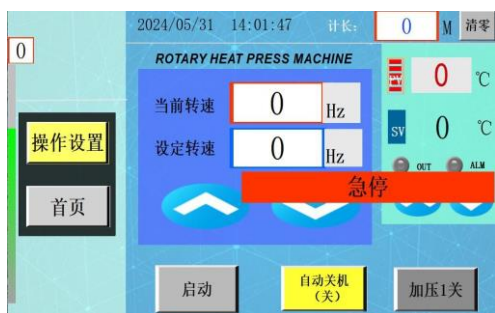 2024/05/31 14:01:47 计长: 0 M 清零
0
ROTARY HEAT PRESS MACHINE
PV 0 ℃
当前转速 0 Hz
操作设置
设定转速 0 Hz
SV 0 ℃
OUT ALM
急停
首页
启动
自动关机
(关)
加压1关